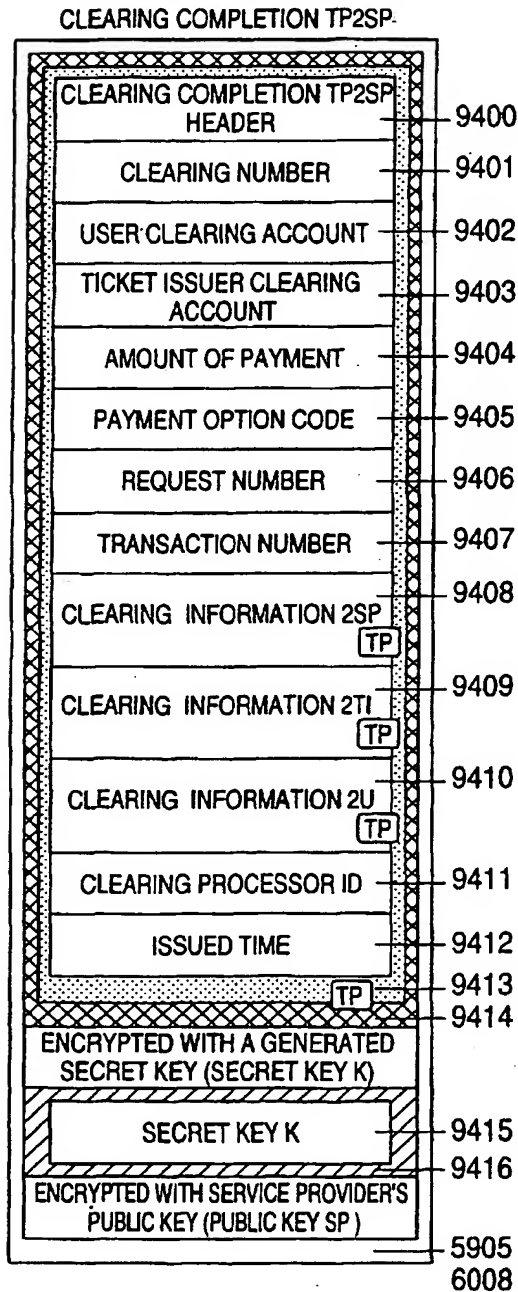 CLEARING COMPLETION TP2SP
CLEARING COMPLETION TP2SP
HEADER
9400
CLEARING NUMBER
9401
USER CLEARING ACCOUNT
9402
TICKET ISSUER CLEARING
ACCOUNT
9403
AMOUNT OF PAYMENT
9404
PAYMENT OPTION CODE
9405
REQUEST NUMBER
9406
TRANSACTION NUMBER
9407
9408
CLEARING INFORMATION 2SP
TP
9409
CLEARING INFORMATION 2TI
TP
9410
CLEARING INFORMATION 2U
TP
CLEARING PROCESSOR ID
9411
ISSUED TIME
9412
TP
9413
9414
ENCRYPTED WITH A GENERATED
SECRET KEY (SECRET KEY K)
SECRET KEY K
9415
9416
ENCRYPTED WITH SERVICE PROVIDER'S
PUBLIC KEY (PUBLIC KEY SP )
5905
6008